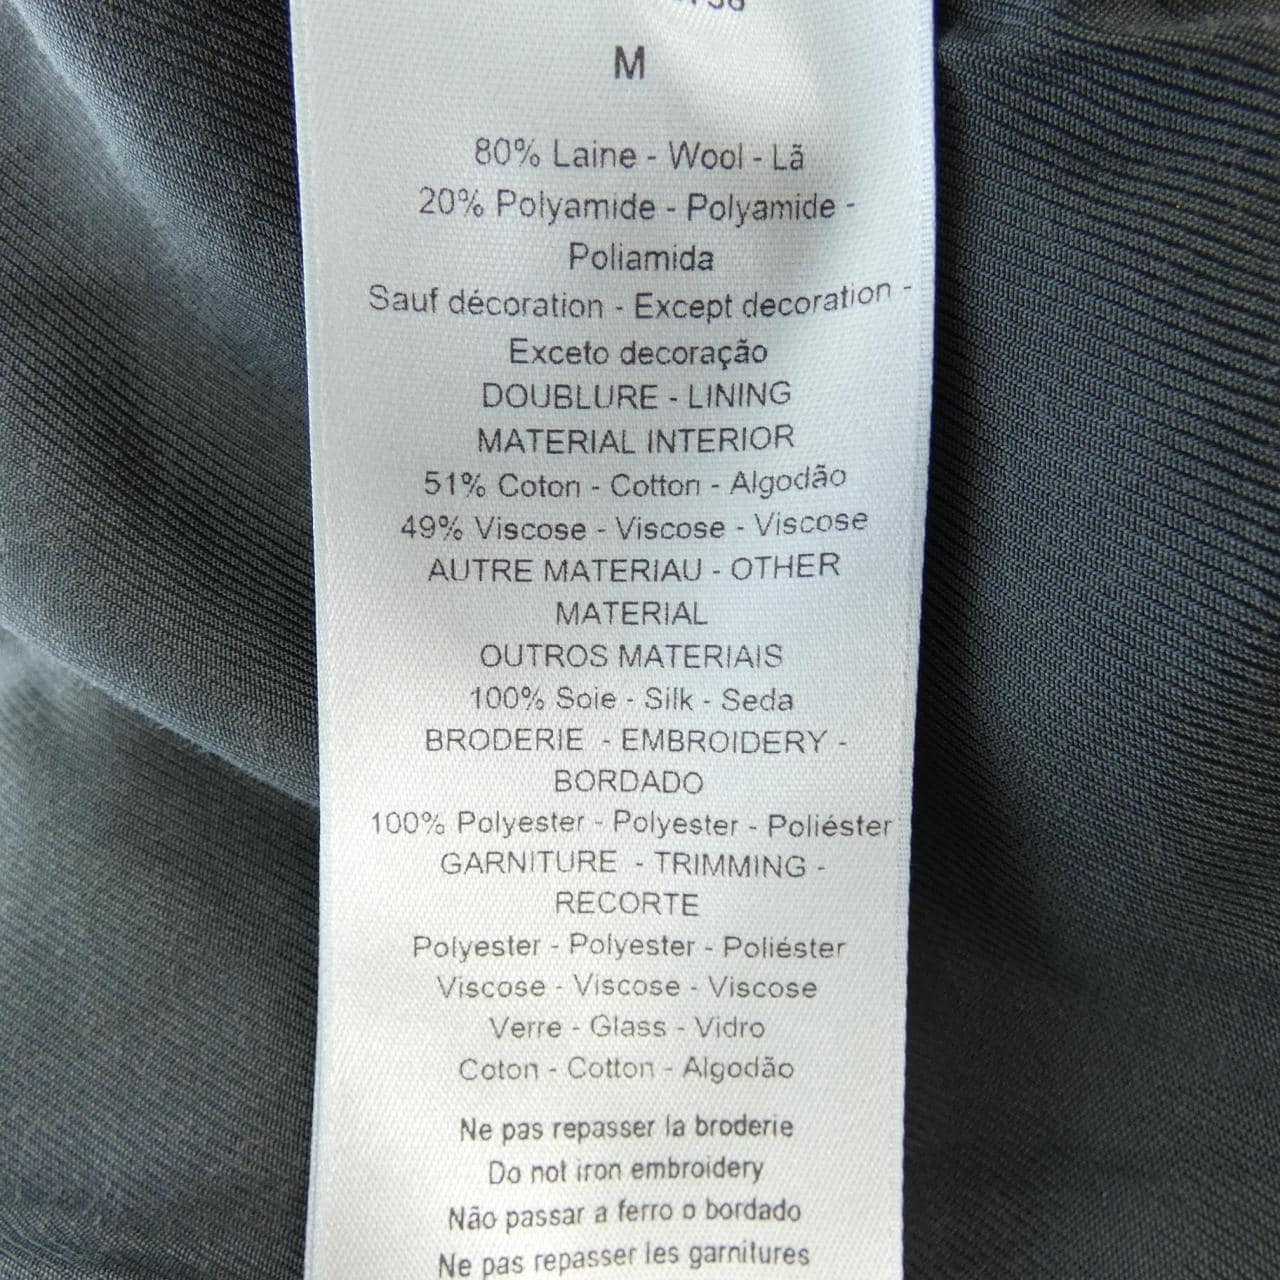 M
80% Laine - Wool - Lã
20% Polyamide - Polyamide -
Poliamida
Sauf décoration - Except decoration -
Exceto decoração
DOUBLURE - LINING
MATERIAL INTERIOR
51% Coton - Cotton - Algodão
49% Viscose - Viscose - Viscose
AUTRE MATERIAU - OTHER
MATERIAL
OUTROS MATERIAIS
100% Soie - Silk - Seda
BRODERIE - EMBROIDERY -
BORDADO
100% Polyester - Polyester - Poliéster
GARNITURE - TRIMMING -
RECORTE
Polyester - Polyester - Poliéster
Viscose - Viscose - Viscose
Verre - Glass - Vidro
Coton - Cotton - Algodão
Ne pas repasser la broderie
Do not iron embroidery
Não passar a ferro o bordado
Ne pas repasser les garnitures